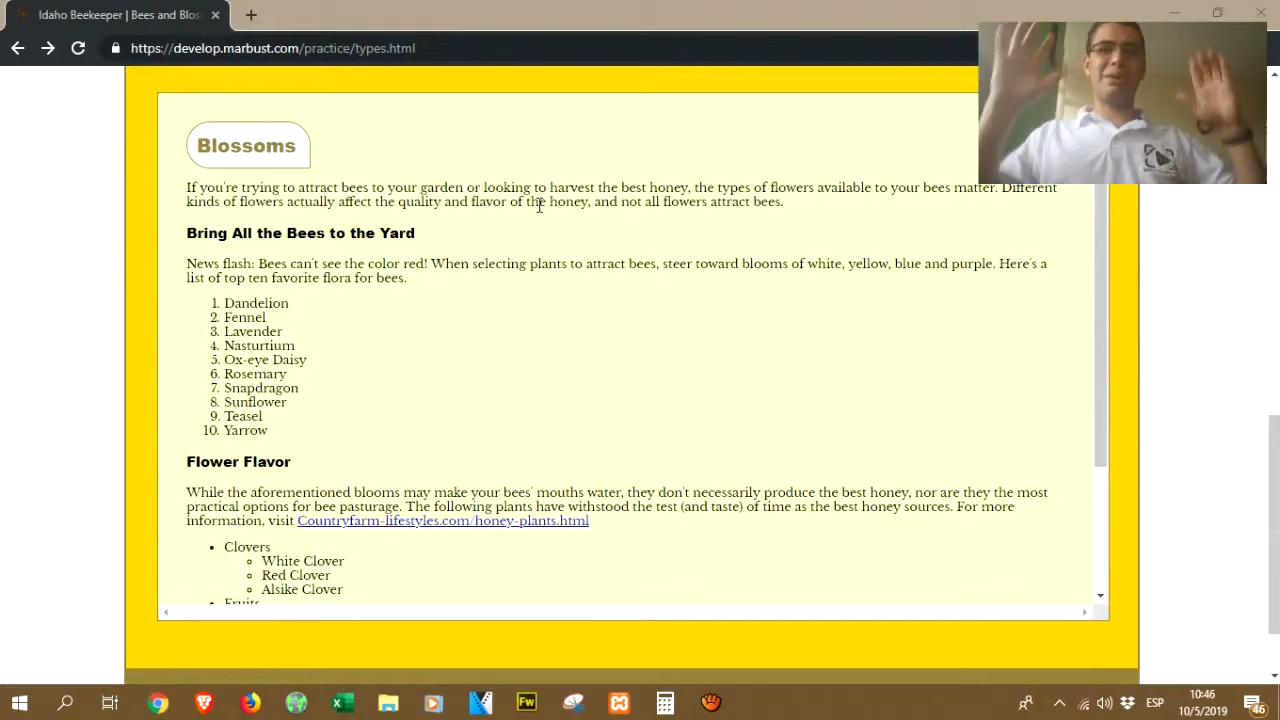 Idaho Beekeeper | Bees and Blos
https://develop.marbust.com/practice/types.html
Blossoms
If you're trying to attract bees to your garden or looking to harvest the best honey, the types of flowers available to your bees matter. Different
kinds of flowers actually affect the quality and flavor of the honey, and not all flowers attract bees.
Bring All the Bees to the Yard
News flash: Bees can't see the color red! When selecting plants to attract bees, steer toward blooms of white, yellow, blue and purple. Here's a
list of top ten favorite flora for bees.
1. Dandelion
2. Fennel
3. Lavender
4. Nasturtium
5. Ox-eye Daisy
6. Rosemary
7. Snapdragon
8. Sunflower
9. Teasel
10. Yarrow
Flower Flavor
While the aforementioned blooms may make your bees' mouths water, they don't necessarily produce the best honey, nor are they the most
practical options for bee pasturage. The following plants have withstood the test (and taste) of time as the best honey sources. For more
information, visit Countryfarm-lifestyles.com/honey-plants.html
• Clovers
◦ White Clover
◦ Red Clover
◦ Alsike Clover
• Fruits
Fw
ESP
10:46
10/5/2019
46